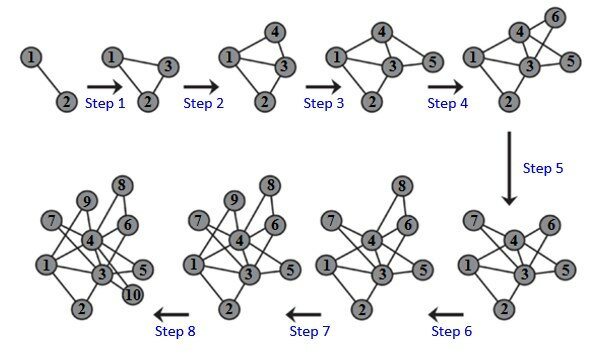 1 2
Step 1
1 3 2
Step 2
4 1 3 2
Step 3
4 1 3 5 2
Step 4
6 4 1 3 5 2
Step 5
7 6 4 1 3 5 2
Step 6
8 7 6 4 1 3 5 2
Step 7
8 9 7 6 4 1 3 5 2
Step 8
8 9 7 6 4 1 3 5 10 2